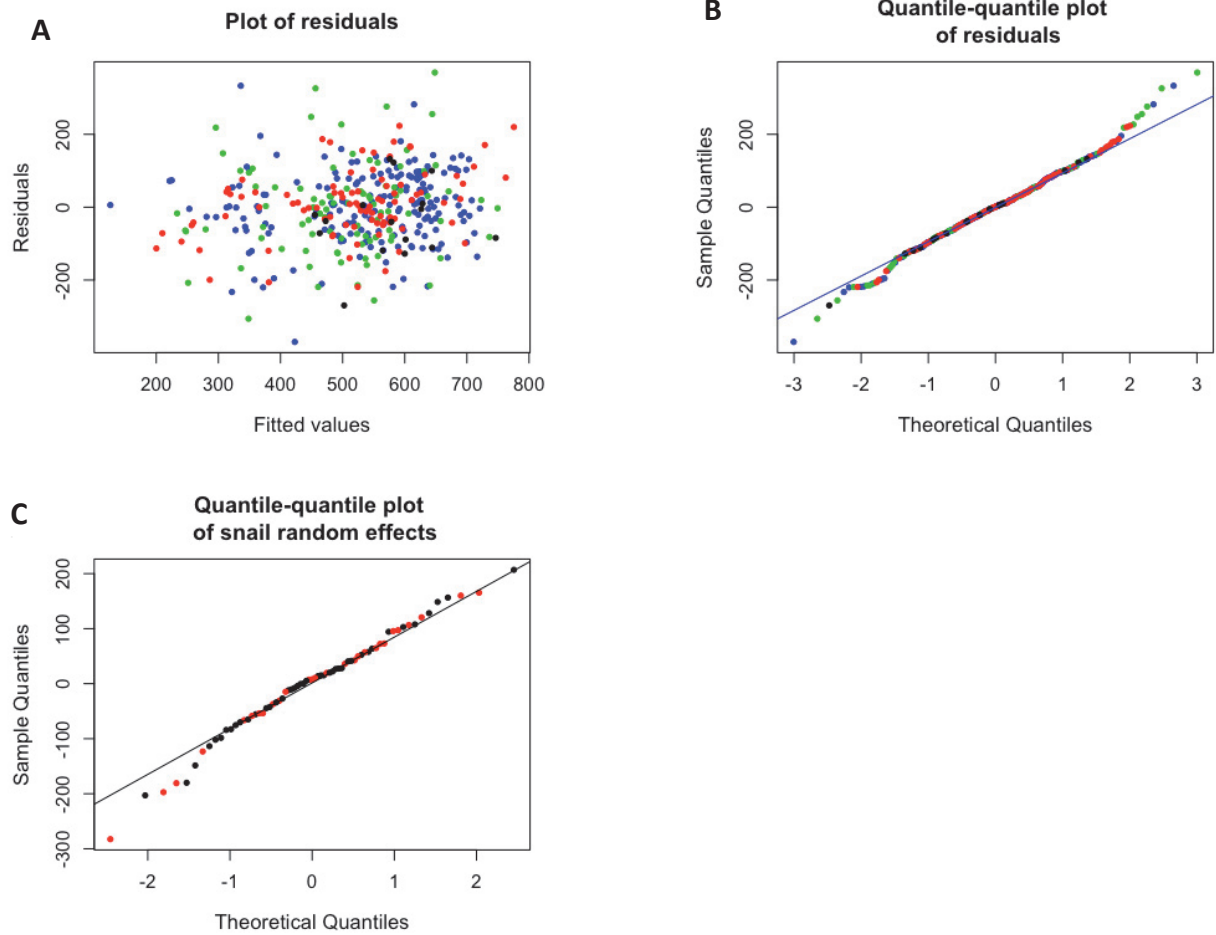 A
Plot of residuals
200
0
-200
Residuals
200 300 400 500 600 700 800
Fitted values
B
Quantile-quantile plot
of residuals
200
0
-200
Sample Quantiles
-3 -2 -1 0 1 2 3
Theoretical Quantiles
C
Quantile-quantile plot
of snail random effects
200
100
0
-100
-200
-300
Sample Quantiles
-2 -1 0 1 2
Theoretical Quantiles